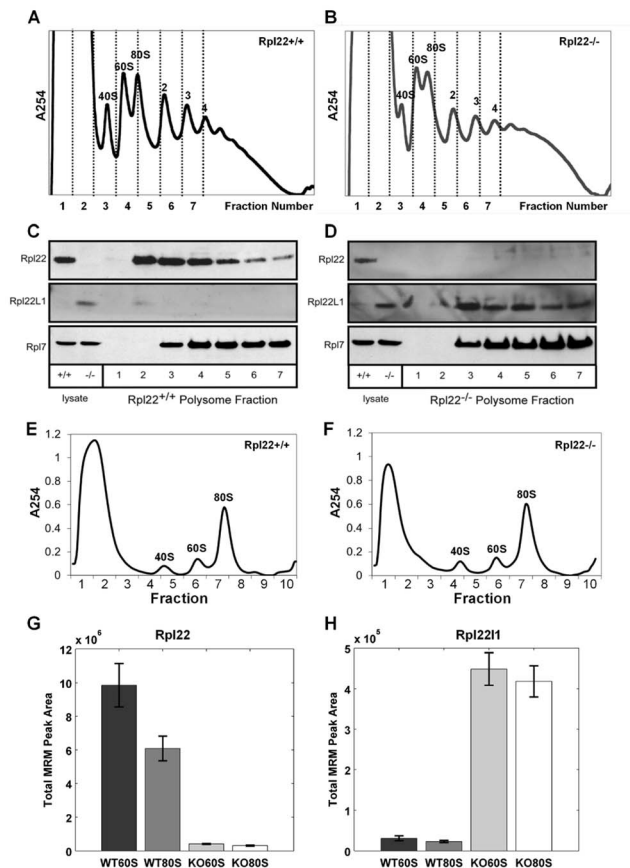 A
Rpl22+/+
A254
40S
60S
80S
2
3
4
1 2 3 4 5 6 7 Fraction Number
B
Rpl22-/-
A254
40S
60S
80S
2
3
4
1 2 3 4 5 6 7 Fraction Number
C
Rpl22
Rpl22L1
Rpl7
+/+ -/- 1 2 3 4 5 6 7
lysate Rpl22+/+ Polysome Fraction
D
Rpl22
Rpl22L1
Rpl7
+/+ -/- 1 2 3 4 5 6 7
lysate Rpl22-/- Polysome Fraction
E
Rpl22+/+
1.2
1
0.8
0.6
0.4
0.2
0
A254
40S
60S
80S
1 2 3 4 5 6 7 8 9 10
Fraction
F
Rpl22-/-
1.2
1
0.8
0.6
0.4
0.2
0
A254
40S
60S
80S
1 2 3 4 5 6 7 8 9 10
Fraction
G
Rpl22
x 10 6
12
10
8
6
4
2
0
Total MRM Peak Area
WT60S WT80S KO60S KO80S
H
Rpl22l1
x 10 5
5
4
3
2
1
0
Total MRM Peak Area
WT60S WT80S KO60S KO80S